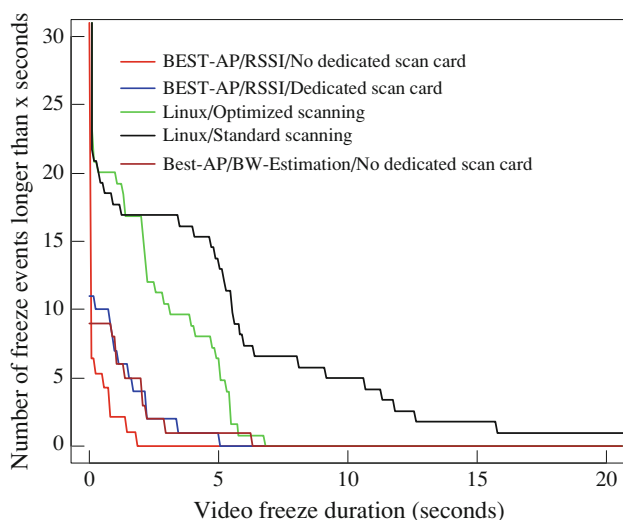 Number of freeze events longer than x seconds
30
25
20
15
10
5
0
BEST-AP/RSSI/No dedicated scan card
BEST-AP/RSSI/Dedicated scan card
Linux/Optimized scanning
Linux/Standard scanning
Best-AP/BW-Estimation/No dedicated scan card
0 5 10 15 20
Video freeze duration (seconds)